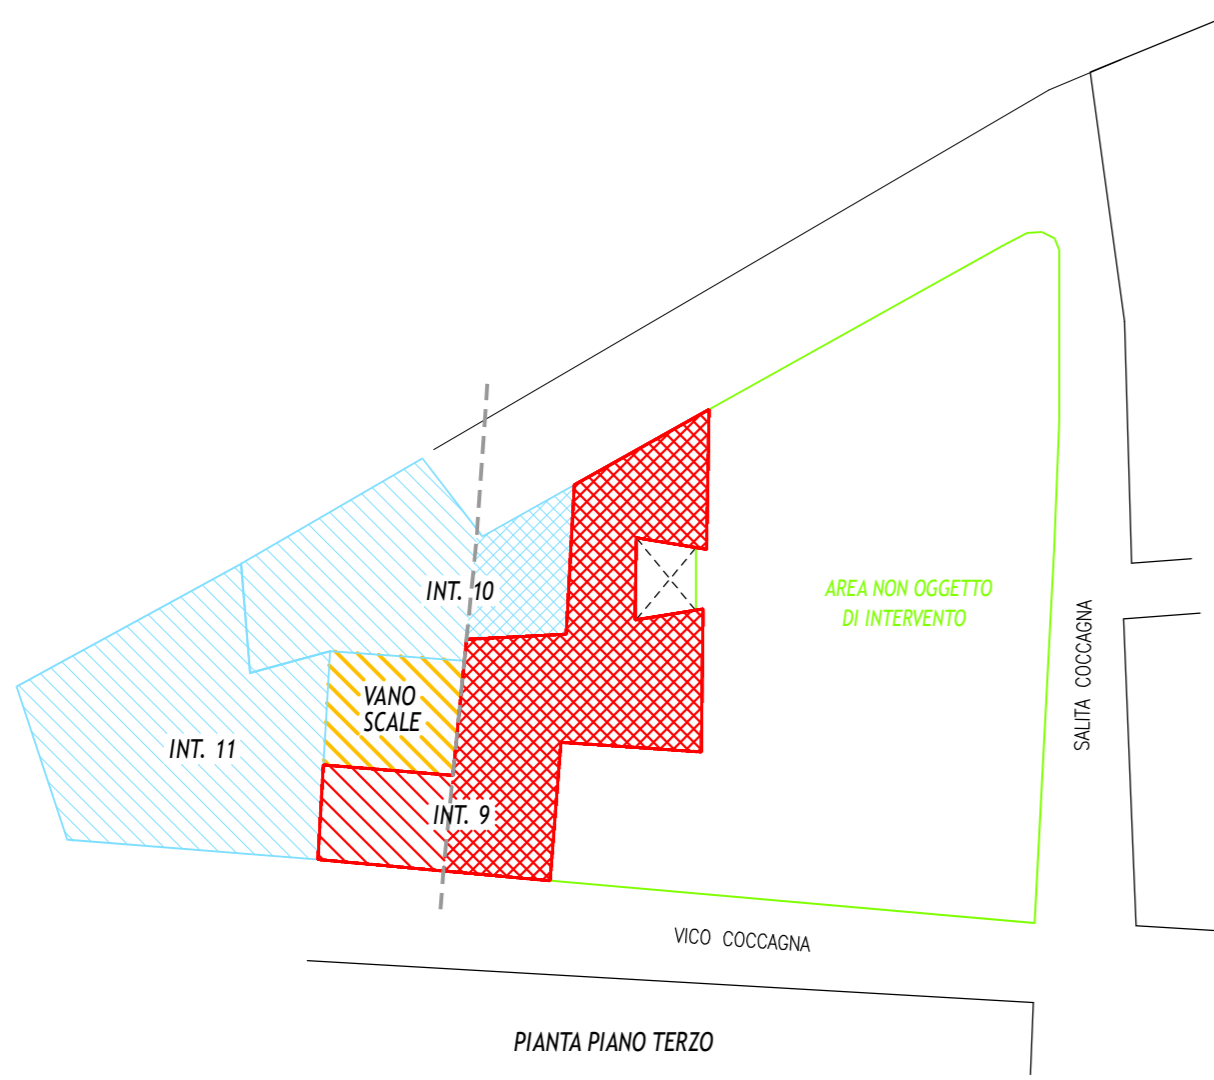 INT. 10
AREA NON OGGETTO
DI INTERVENTO
SALITA COCCAGNA
VANO
SCALE
INT. 11
INT. 9
VICO COCCAGNA
PIANTA PIANO TERZO